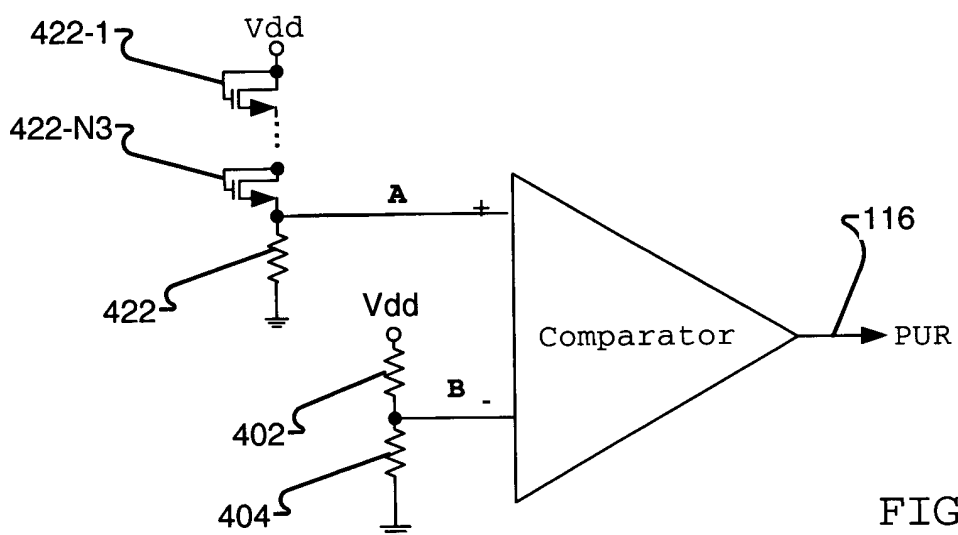 422-1
Vdd
422-N3
A
+
116
422
Vdd
Comparator
PUR
B
-
402
404
FIG